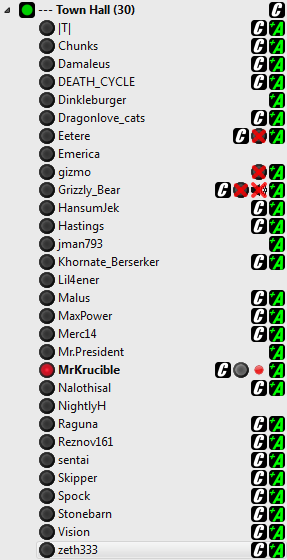 --- Town Hall (30) C
|T| C +A
Chunks C +A
Damaleus C +A
DEATH_CYCLE C +A
Dinkleburger +A
Dragonlove_cats C +A
Eetere C +A
Emerica
gizmo +A
Grizzly_Bear C +A
HansumJek C +A
Hastings C +A
jman793 +A
Khornate_Berserker C +A
Lil4ener
Malus C +A
MaxPower C +A
Merc14 C +A
Mr.President +A
MrKrucible C +A
Nalothisal C +A
NightlyH
Raguna C +A
Reznov161 C +A
sentai C +A
Skipper C +A
Spock C +A
Stonebarn C +A
Vision C +A
zeth333 C +A